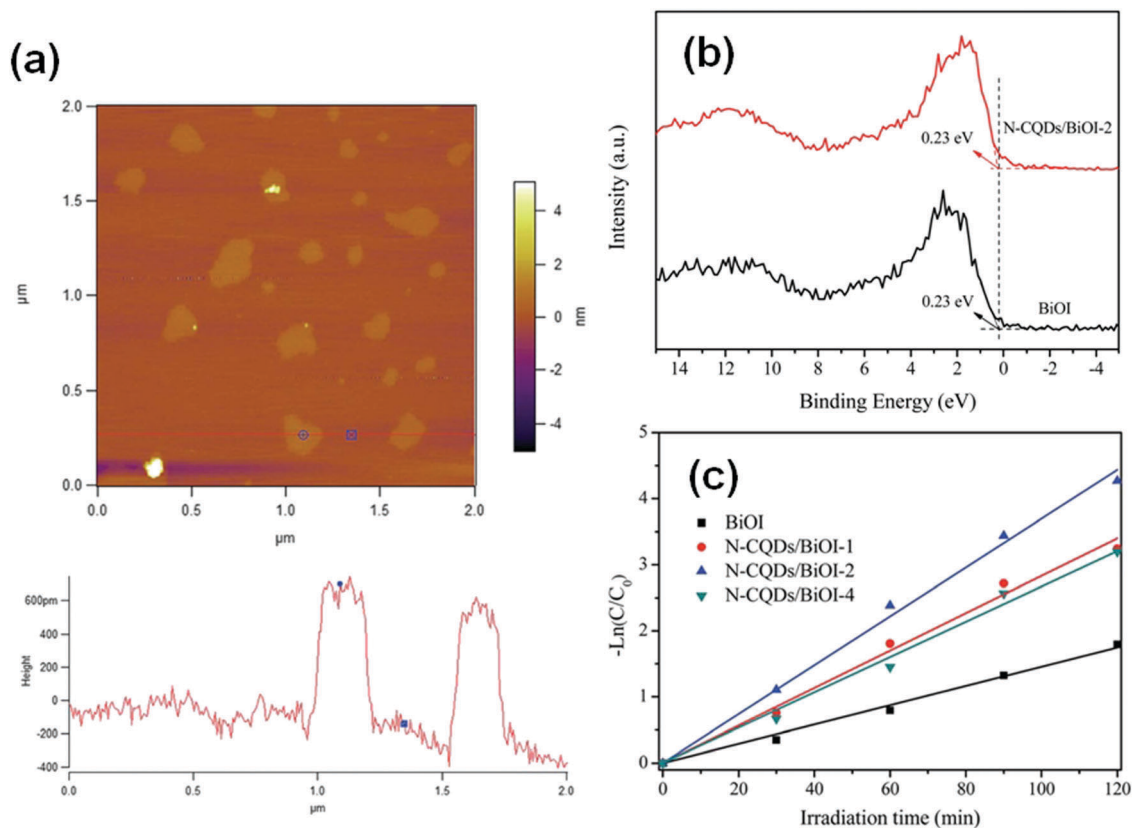 (a)
2.0
1.5
1.0
0.5
0.0
µm
0.0
0.5
1.0
1.5
2.0
µm
4
2
0
-2
-4
nm
600pm
400
200
0
-200
-400
Height
0.0
0.5
1.0
1.5
2.0
µm
(b)
N-CQDs/BiOI-2
0.23 eV
0.23 eV
BiOI
Intensity (a.u.)
14 12 10 8 6 4 2 0 -2 -4
Binding Energy (eV)
(c)
5
4
3
2
1
0
-Ln(C/C₀)
BiOI
N-CQDs/BiOI-1
N-CQDs/BiOI-2
N-CQDs/BiOI-4
0 20 40 60 80 100 120
Irradiation time (min)